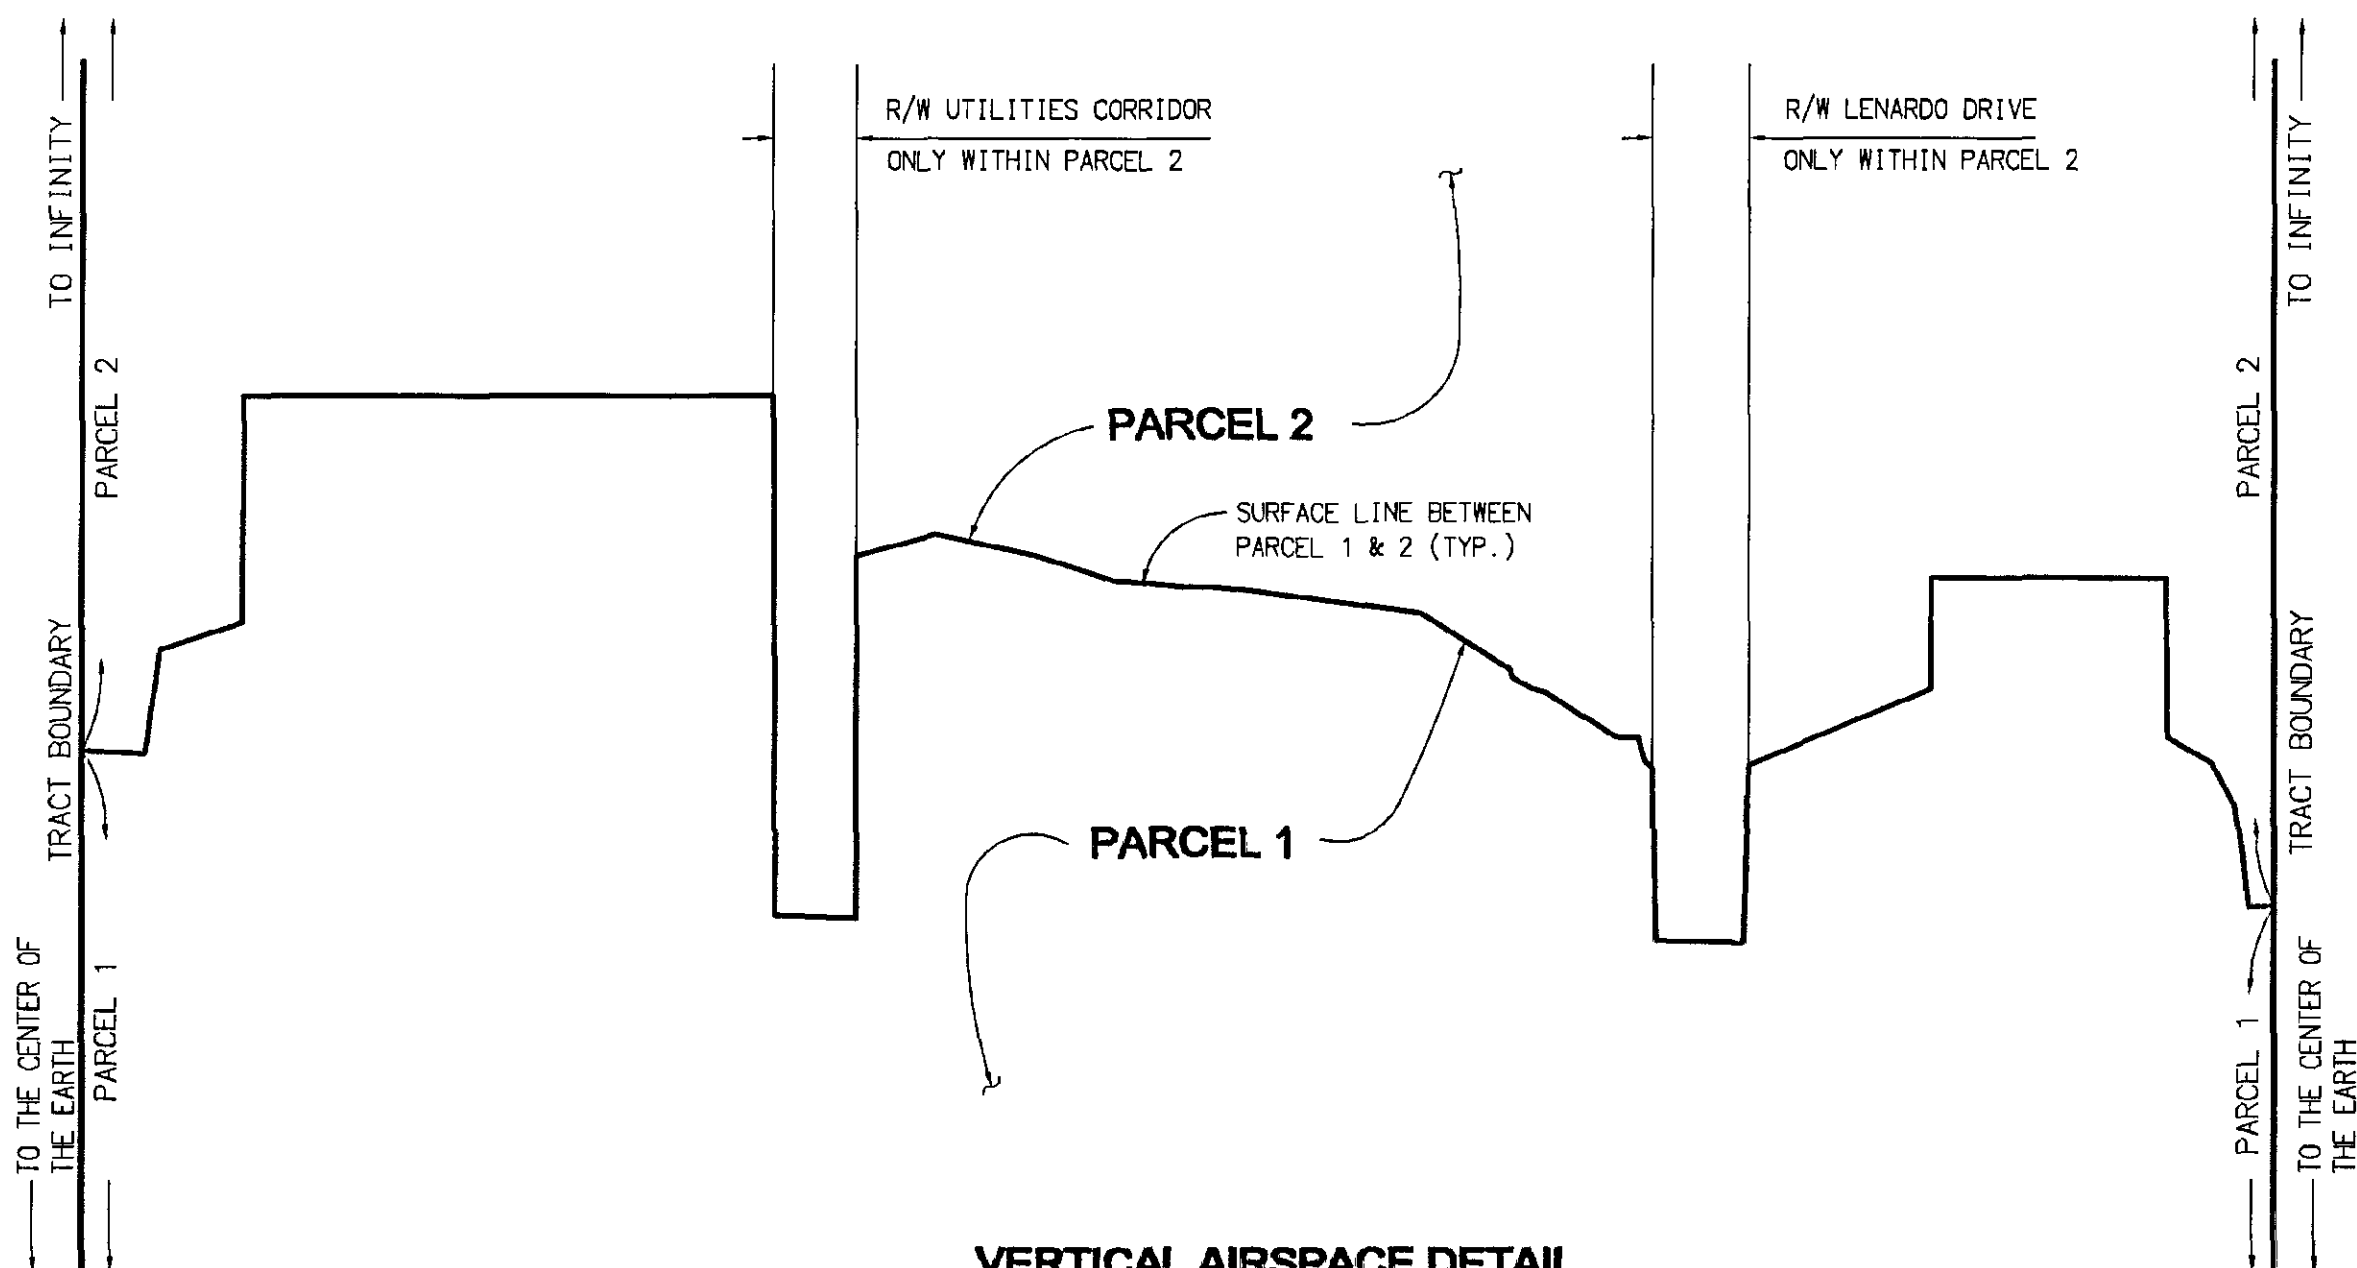 TO INFINITY
PARCEL 2
TRACT BOUNDARY
TO THE CENTER OF
THE EARTH
PARCEL 1
R/W UTILITIES CORRIDOR
ONLY WITHIN PARCEL 2
R/W LENARDO DRIVE
ONLY WITHIN PARCEL 2
PARCEL 2
SURFACE LINE BETWEEN
PARCEL 1 & 2 (TYP.)
PARCEL 1
TO INFINITY
PARCEL 2
TRACT BOUNDARY
PARCEL 1
TO THE CENTER OF
THE EARTH
VERTICAL AIRSPACE DETAIL